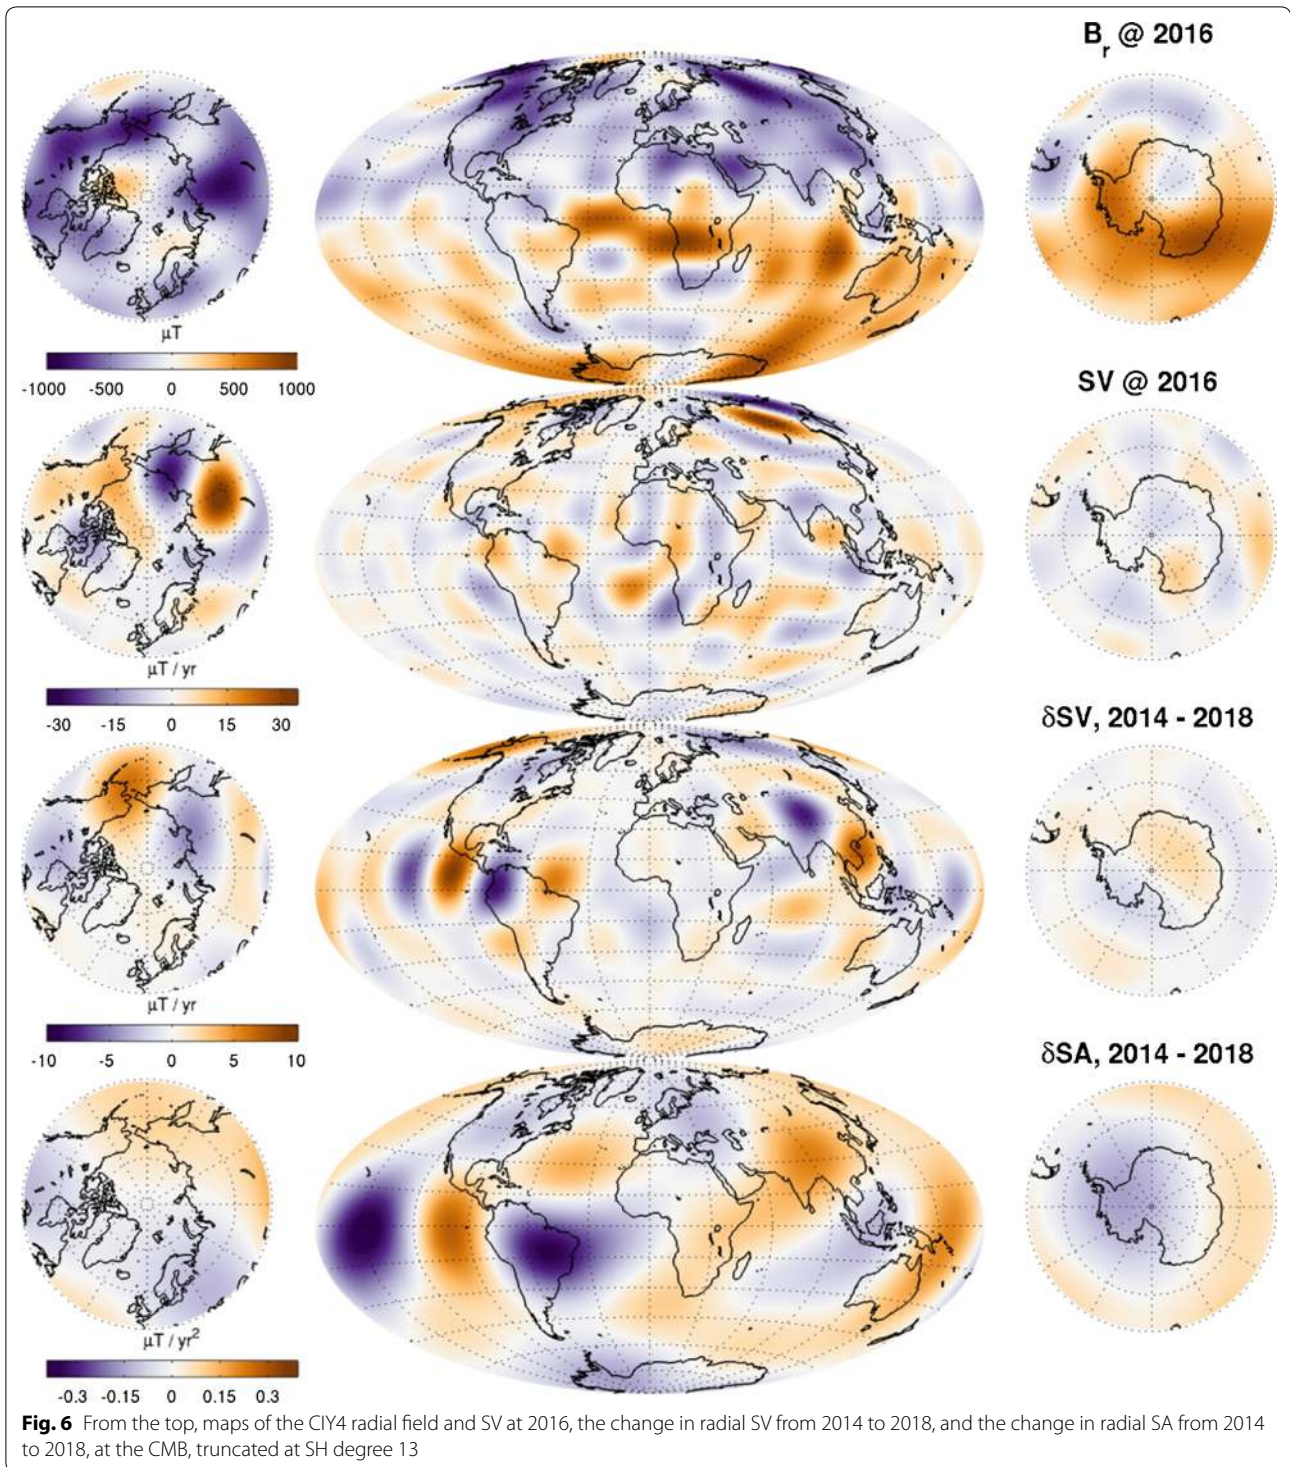 B_r @ 2016
μT
-1000 -500 0 500 1000
SV @ 2016
μT / yr
-30 -15 0 15 30
δSV, 2014 - 2018
μT / yr
-10 -5 0 5 10
δSA, 2014 - 2018
μT / yr²
-0.3 -0.15 0 0.15 0.3
Fig. 6 From the top, maps of the CIY4 radial field and SV at 2016, the change in radial SV from 2014 to 2018, and the change in radial SA from 2014
to 2018, at the CMB, truncated at SH degree 13